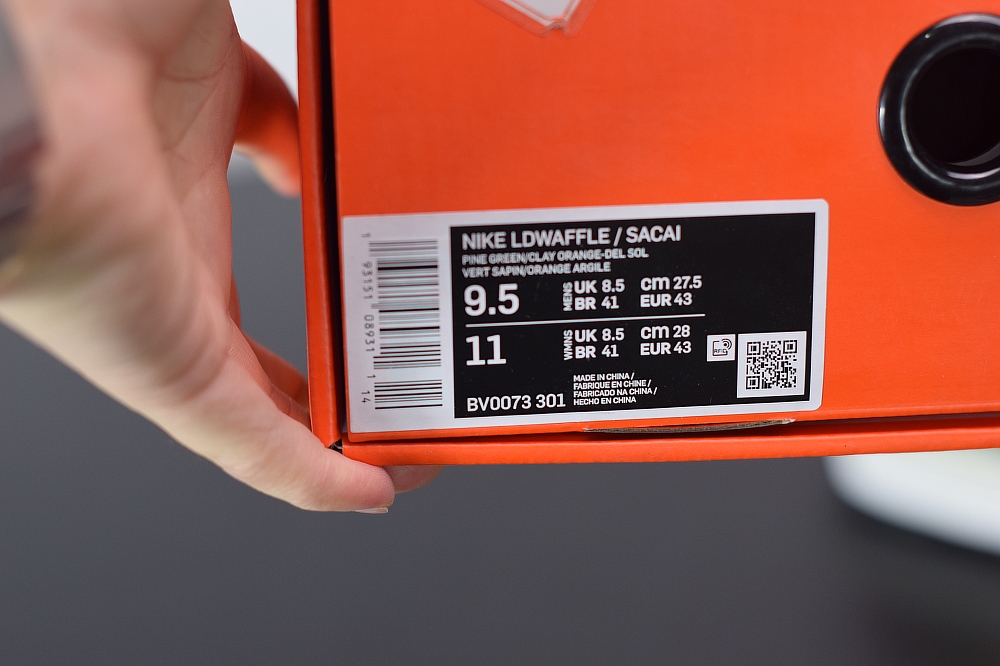 NIKE LDWAFFLE / SACAI
PINE GREEN/CLAY ORANGE-DEL SOL
VERT SAPIN/ORANGE ARGILE
9.5 MENS UK 8.5 cm 27.5
BR 41 EUR 43
11 WMNS UK 8.5 cm 28
BR 41 EUR 43
RFID
MADE IN CHINA /
FABRIQUE EN CHINE /
FABRICADO NA CHINA /
HECHO EN CHINA
BV0073 301
1 93151 08931 1 14